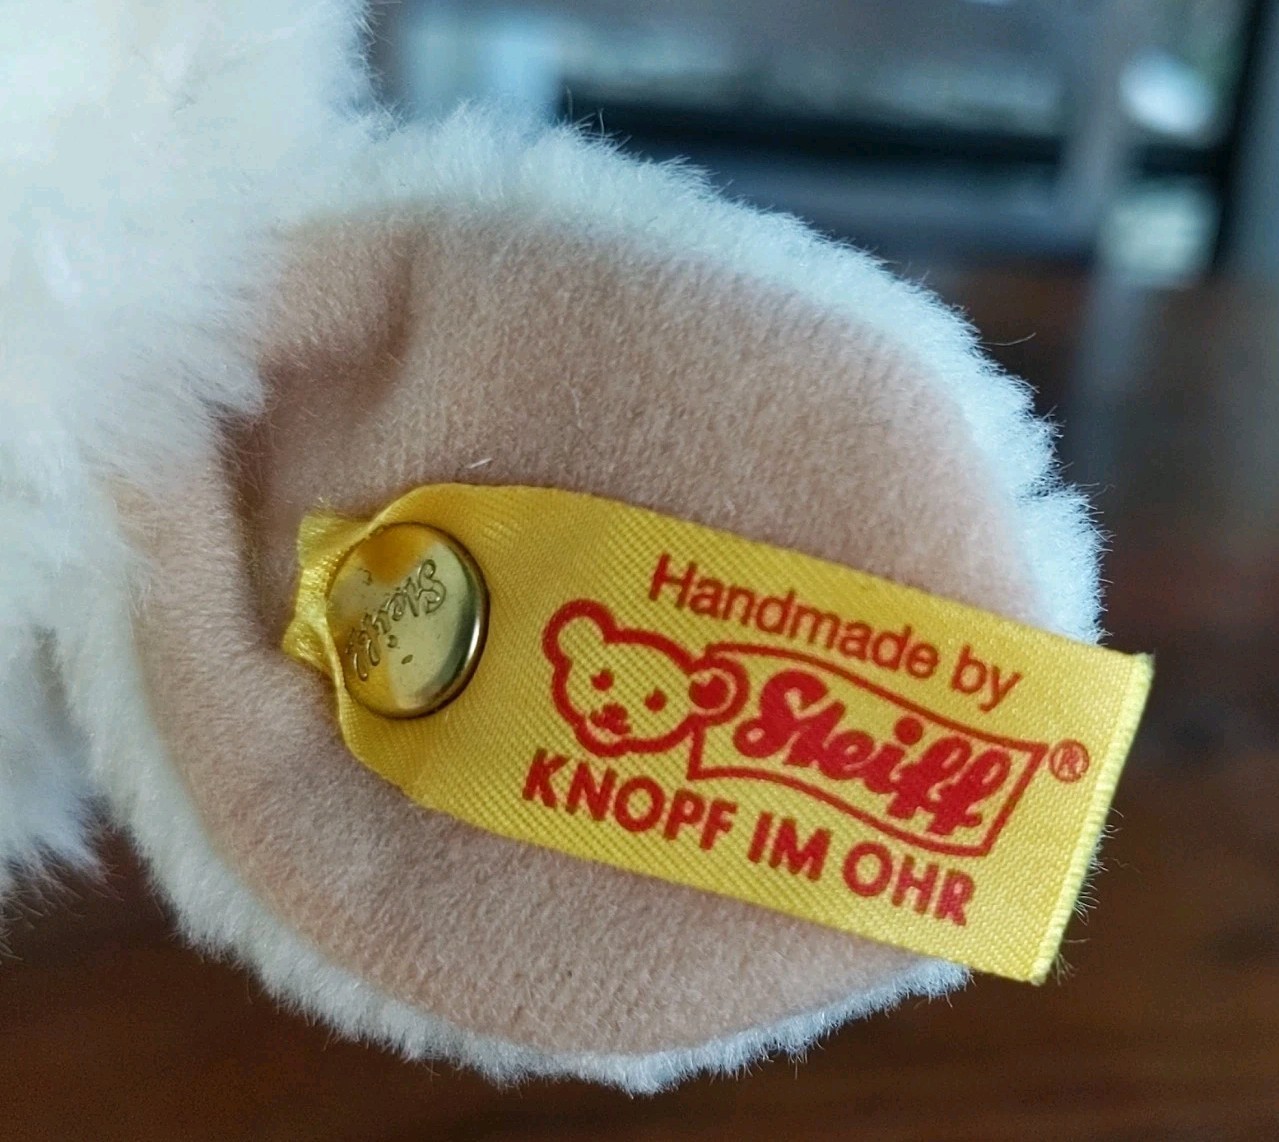 Handmade by
Steiff®
KNOPF IM OHR
Steiff